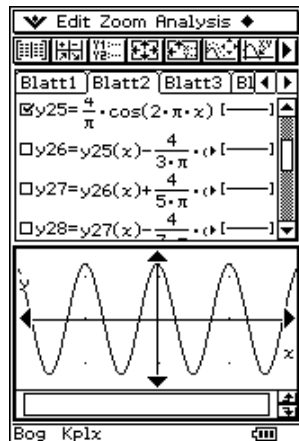 Edit Zoom Analysis ◆
Blatt1 Blatt2 Blatt3 Bl
y25=4/π·cos(2·π·x) [—]
y26=y25(x)-4/(3·π)·c [—]
y27=y26(x)+4/(5·π)·c [—]
y28=y27(x)-4 [—]
y
x
Bog Kplx